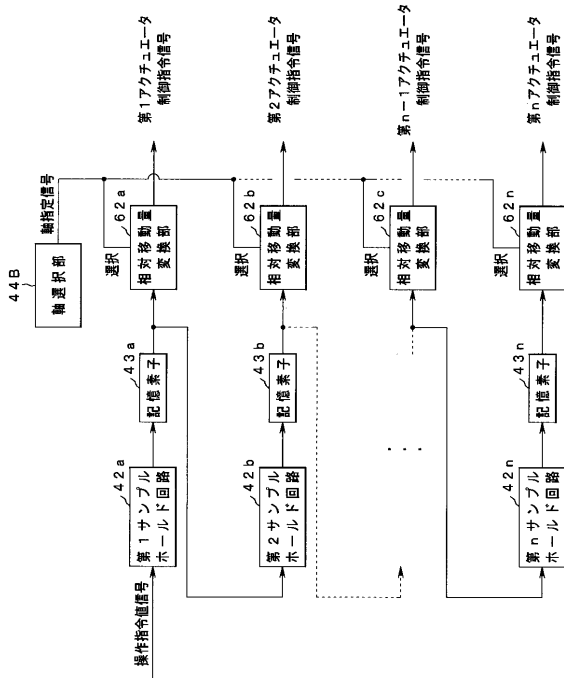 44B
軸選択部
軸指定信号
操作指令値信号
42a
第1サンプル
ホールド回路
43a
記憶素子
選択
62a
相対移動量
変換部
第1アクチュエータ
制御指令信号
42b
第2サンプル
ホールド回路
43b
記憶素子
選択
62b
相対移動量
変換部
第2アクチュエータ
制御指令信号
...
選択
62c
相対移動量
変換部
第n-1アクチュエータ
制御指令信号
42n
第nサンプル
ホールド回路
43n
記憶素子
選択
62n
相対移動量
変換部
第nアクチュエータ
制御指令信号